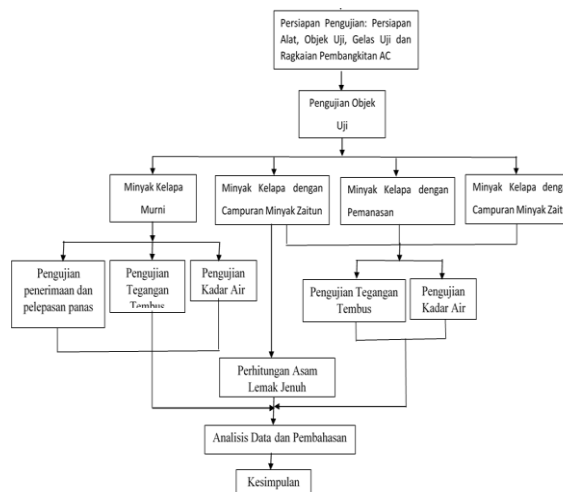 Persiapan Pengujian: Persiapan
Alat, Objek Uji, Gelas Uji dan
Ragkaian Pembangkitan AC
Pengujian Objek
Uji
Minyak Kelapa
Murni
Minyak Kelapa dengan
Campuran Minyak Zaitun
Minyak Kelapa dengan
Pemanasan
Minyak Kelapa deng
Campuran Minyak Zaitu
Pengujian
penerimaan dan
pelepasan panas
Pengujian
Tegangan
Tembus
Pengujian
Kadar Air
Pengujian Tegangan
Tembus
Pengujian
Kadar Air
Perhitungan Asam
Lemak Jenuh
Analisis Data dan Pembahasan
Kesimpulan